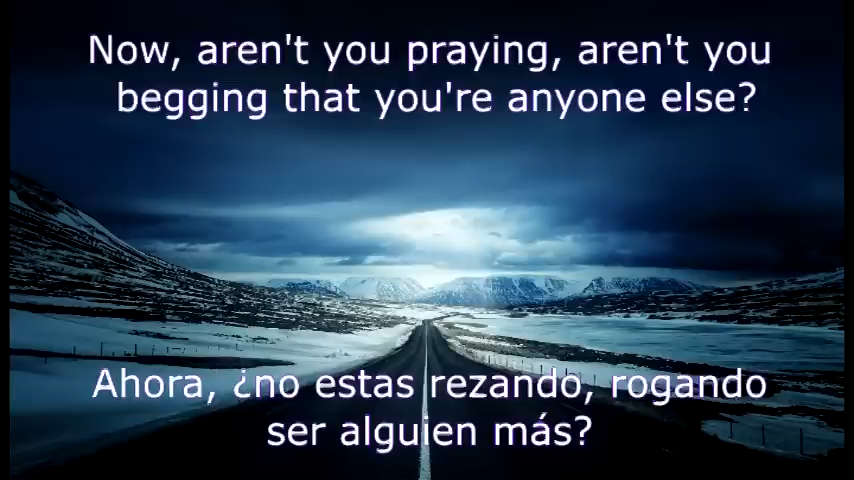 Now, aren't you praying, aren't you
begging that you're anyone else?
Ahora, ¿no estas rezando, rogando
ser alguien más?